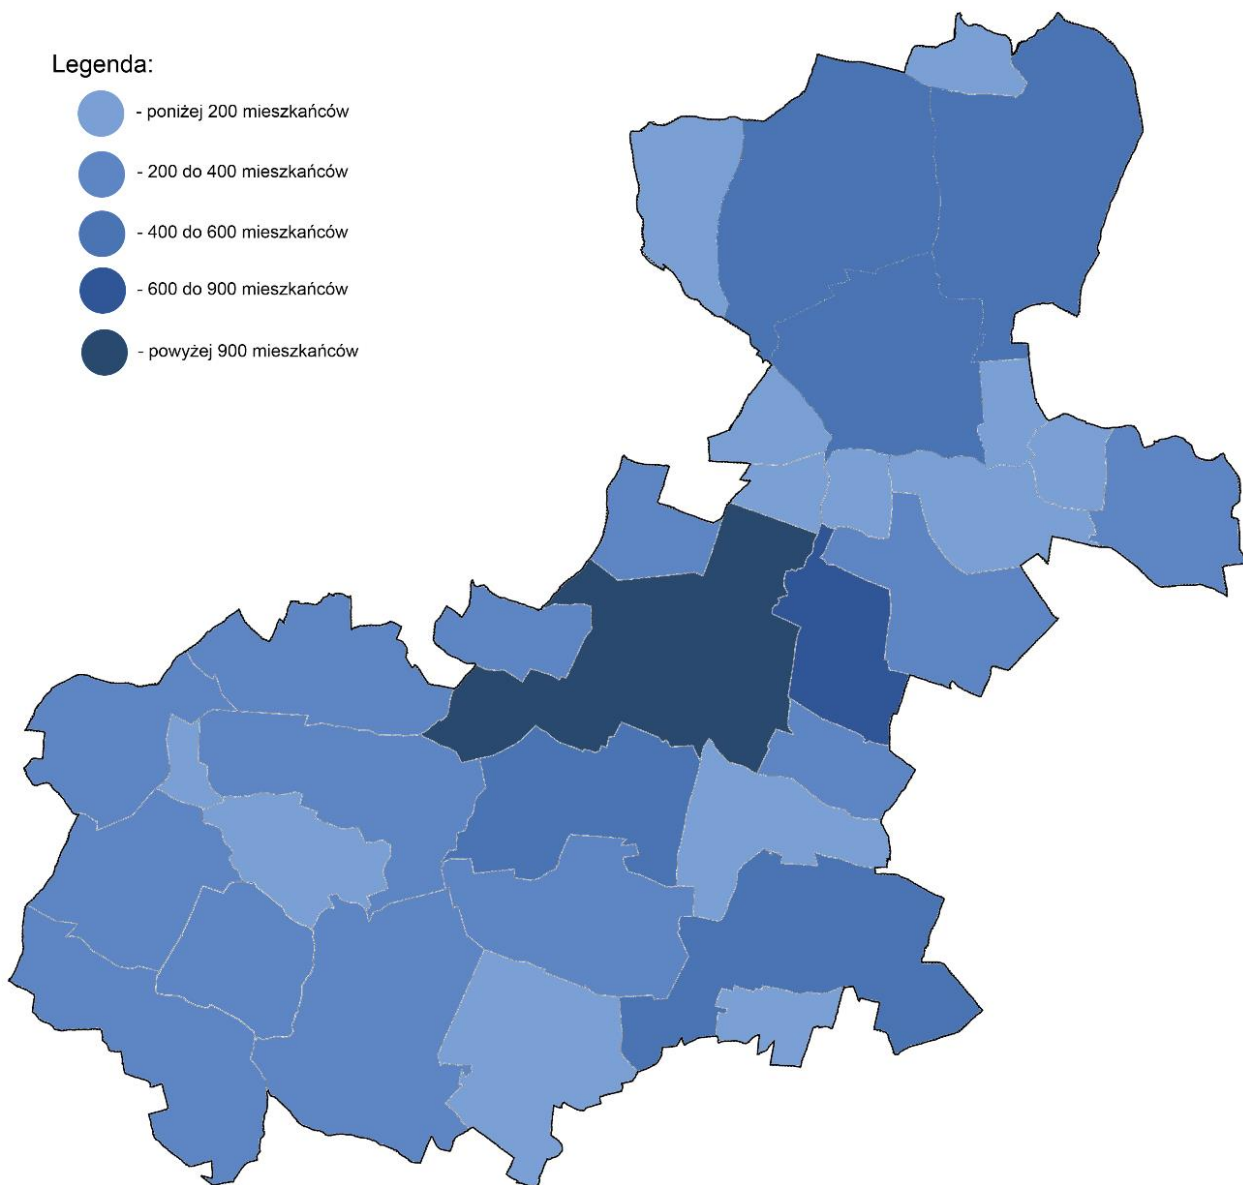 Legenda:
- poniżej 200 mieszkańców
- 200 do 400 mieszkańców
- 400 do 600 mieszkańców
- 600 do 900 mieszkańców
- powyżej 900 mieszkańców